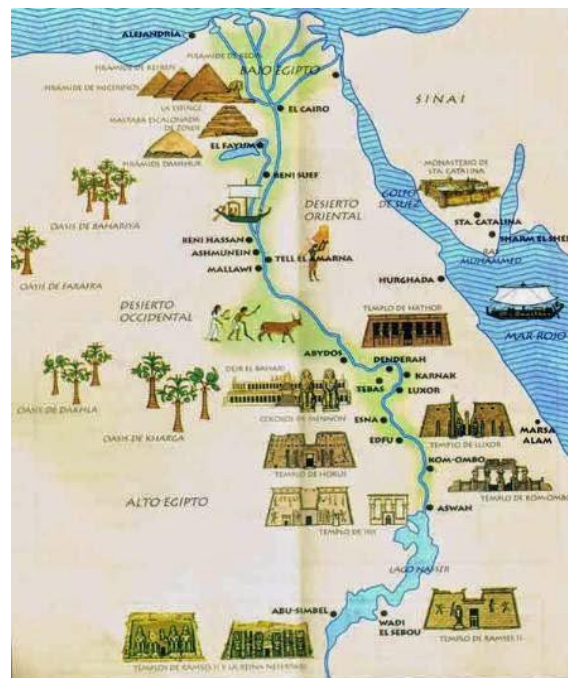 ALEJANDRÍA
PIRÁMIDE DE KEOPS
PIRÁMIDE DE KEFREN
BAJO EGIPTO
PIRÁMIDE DE MICERINOS
SINAI
LA ESFINGE
EL CAIRO
MASTABA ESCALONADA
DE ZOSER
EL FAYUM
PIRÁMIDE DAHSHUR
MONASTERIO DE
STA. CATALINA
BENI SUEF
GOLFO
DE SUEZ
DESIERTO
ORIENTAL
STA. CATALINA
OASIS DE BAHARIYA
SHARM EL SHEI
RAS
MUHAMMED
BENI HASSAN
ASHMUNEIN
TELL EL AMARNA
MALLAWI
HURGHADA
OASIS DE FARAFRA
DESIERTO
OCCIDENTAL
TEMPLO DE HATHOR
MAR ROJO
ABYDOS
DENDERAH
DEIR EL BAHARI
KARNAK
TEBAS
LUXOR
OASIS DE DAKHLA
COLOSOS DE MEMNON
ESNA
MARSA
ALAM
OASIS DE KHARGA
EDFU
TEMPLO DE LUXOR
KOM-OMBO
TEMPLO DE HORUS
ALTO EGIPTO
TEMPLO DE KOM-OMBO
ASWAN
TEMPLO DE ISIS
LAGO NASSER
ABU-SIMBEL
WADI
EL SEBOU
TEMPLO DE RAMSES II
TEMPLOS DE RAMSES II Y LA REINA NEFERTARI